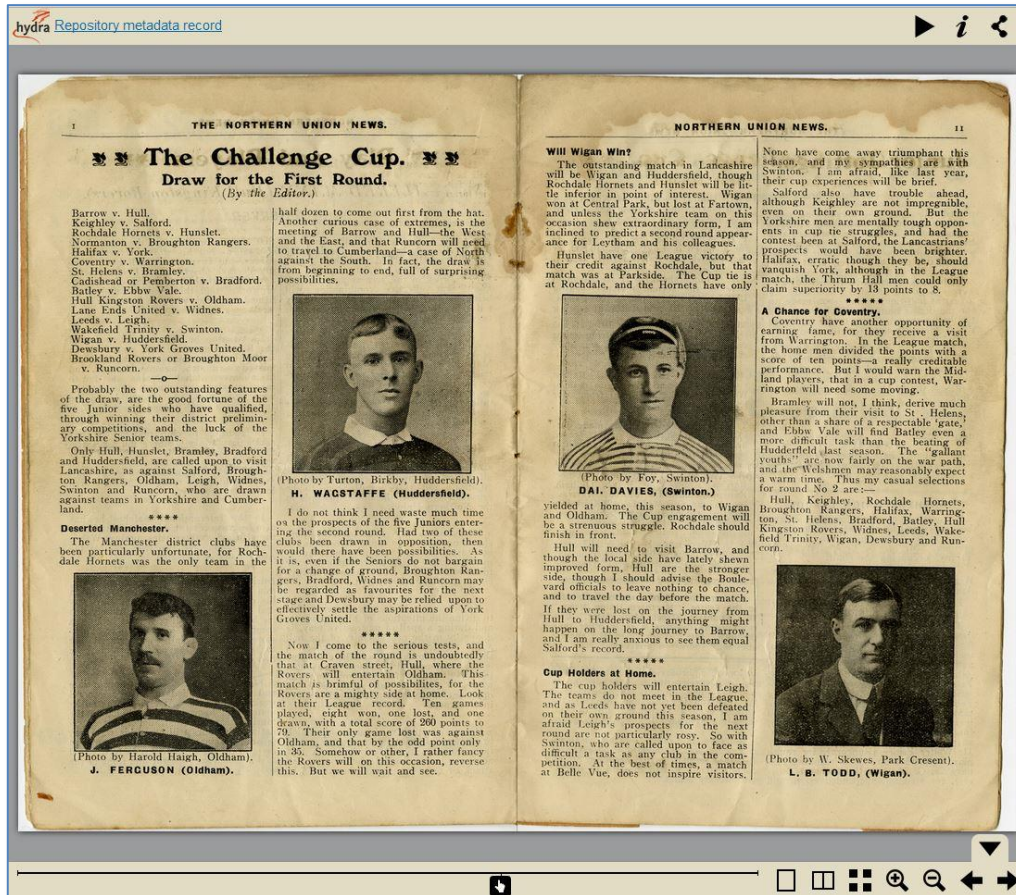 hydra Repository metadata record
1 THE NORTHERN UNION NEWS.
The Challenge Cup.
Draw for the First Round.
(By the Editor.)
Barrow v. Hull.
Keighley v. Salford.
Rochdale Hornets v. Hunslet.
Normanton v. Broughton Rangers.
Halifax v. York.
Coventry v. Warrington.
St. Helens v. Bramley.
Cadishead or Pemberton v. Bradford.
Batley v. Ebbw Vale.
Hull Kingston Rovers v. Oldham.
Lane Ends United v. Widnes.
Leeds v. Leigh.
Wakefield Trinity v. Swinton.
Wigan v. Huddersfield.
Dewsbury v. York Groves United.
Brookland Rovers or Broughton Moor
v. Runcorn.
Probably the two outstanding features
of the draw, are the good fortune of the
five Junior sides who have qualified,
through winning their district prelimin-
ary competitions, and the luck of the
Yorkshire Senior teams.
Only Hull, Hunslet, Bramley, Bradford
and Huddersfield, are called upon to visit
Lancashire, as against Salford, Brough-
ton Rangers, Oldham, Leigh, Widnes,
Swinton and Runcorn, who are drawn
against teams in Yorkshire and Cumber-
land.
****
Deserted Manchester.
The Manchester district clubs have
been particularly unfortunate, for Roch-
dale Hornets was the only team in the
(Photo by Harold Haigh, Oldham).
J. FERGUSON (Oldham).
half dozen to come out first from the hat.
Another curious case of extremes, is the
meeting of Barrow and Hull—the West
and the East, and that Runcorn will need
to travel to Cumberland—a case of North
against the South. In fact, the draw is
from beginning to end, full of surprising
possibilities.
(Photo by Turton, Birkby, Huddersfield).
H. WAGSTAFFE (Huddersfield).
I do not think I need waste much time
on the prospects of the five Juniors enter-
ing the second round. Had two of these
clubs been drawn in opposition, then
would there have been possibilities. As
it is, even if the Seniors do not bargain
for a change of ground, Broughton Ran-
gers, Bradford, Widnes and Runcorn may
be regarded as favourites for the next
stage and Dewsbury may be relied upon to
effectively settle the aspirations of York
Groves United.
*****
Now I come to the serious tests, and
the match of the round is undoubtedly
that at Craven street, Hull, where the
Rovers will entertain Oldham. This
match is brimful of possibilites, for the
Rovers are a mighty side at home. Look
at their League record. Ten games
played, eight won, one lost, and one
drawn, with a total score of 260 points to
79. Their only game lost was against
Oldham, and that by the odd point only
in 35. Somehow or other, I rather fancy
the Rovers will on this occasion, reverse
this. But we will wait and see.
NORTHERN UNION NEWS. 11
Will Wigan Win?
The outstanding match in Lancashire
will be Wigan and Huddersfield, though
Rochdale Hornets and Hunslet will be lit-
tle inferior in point of interest. Wigan
won at Central Park, but lost at Fartown,
and unless the Yorkshire team on this
occasion shew extraordinary form, I am
inclined to predict a second round appear-
ance for Leytham and his colleagues.
Hunslet have one League victory to
their credit against Rochdale, but that
match was at Parkside. The Cup tie is
at Rochdale, and the Hornets have only
(Photo by Foy, Swinton).
DAI. DAVIES, (Swinton.)
yielded at home, this season, to Wigan
and Oldham. The Cup engagement will
be a strenuous struggle. Rochdale should
finish in front.
Hull will need to visit Barrow, and
though the local side have lately shewn
improved form, Hull are the stronger
side, though I should advise the Boule-
vard officials to leave nothing to chance,
and to travel the day before the match.
If they were lost on the journey from
Hull to Huddersfield, anything might
happen on the long journey to Barrow,
and I am really anxious to see them equal
Salford's record.
*****
Cup Holders at Home.
The cup holders will entertain Leigh.
The teams do not meet in the League,
and as Leeds have not yet been defeated
on their own ground this season, I am
afraid Leigh's prospects for the next
round are not particularly rosy. So with
Swinton, who are called upon to face as
difficult a task as any club in the com-
petition. At the best of times, a match
at Belle Vue, does not inspire visitors.
None have come away triumphant this
season, and my sympathies are with
Swinton. I am afraid, like last year,
their cup experiences will be brief.
Salford also have trouble ahead,
although Keighley are not impregnible,
even on their own ground. But the
Yorkshire men are mentally tough oppon-
ents in cup tie struggles, and had the
contest been at Salford, the Lancastrians'
prospects would have been brighter.
Halifax, erratic though they be, should
vanquish York, although in the League
match, the Thrum Hall men could only
claim superiority by 13 points to 8.
*****
A Chance for Coventry.
Coventry have another opportunity of
earning fame, for they receive a visit
from Warrington. In the League match,
the home men divided the points with a
score of ten points—a really creditable
performance. But I would warn the Mid-
land players, that in a cup contest, War-
rington will need some moving.
Bramley will not, I think, derive much
pleasure from their visit to St . Helens,
other than a share of a respectable 'gate,'
and Ebbw Vale will find Batley even a
more difficult task than the beating of
Hudderfield last season. The "gallant
youths" are now fairly on the war path,
and the Welshmen may reasonably expect
a warm time. Thus my casual selections
for round No 2 are:—
Hull, Keighley, Rochdale Hornets,
Broughton Rangers, Halifax, Warring-
ton, St. Helens, Bradford, Batley, Hull
Kingston Rovers, Widnes, Leeds, Wake-
field Trinity, Wigan, Dewsbury and Run-
corn.
(Photo by W. Skewes, Park Cresent).
L. B. TODD, (Wigan).